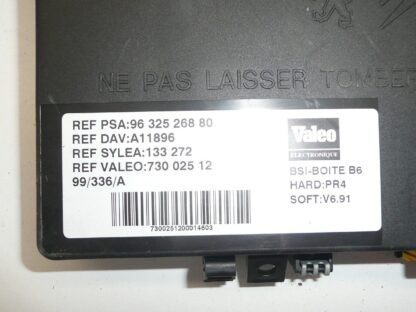 NE PAS LAISSER TOMBER
REF PSA:96 325 268 80
REF DAV:A11896
REF SYLEA:133 272
REF VALEO:730 025 12
99/336/A
7300251200014603
Valeo
ELECTRONIQUE
BSI-BOITE B6
HARD:PR4
SOFT:V6.91